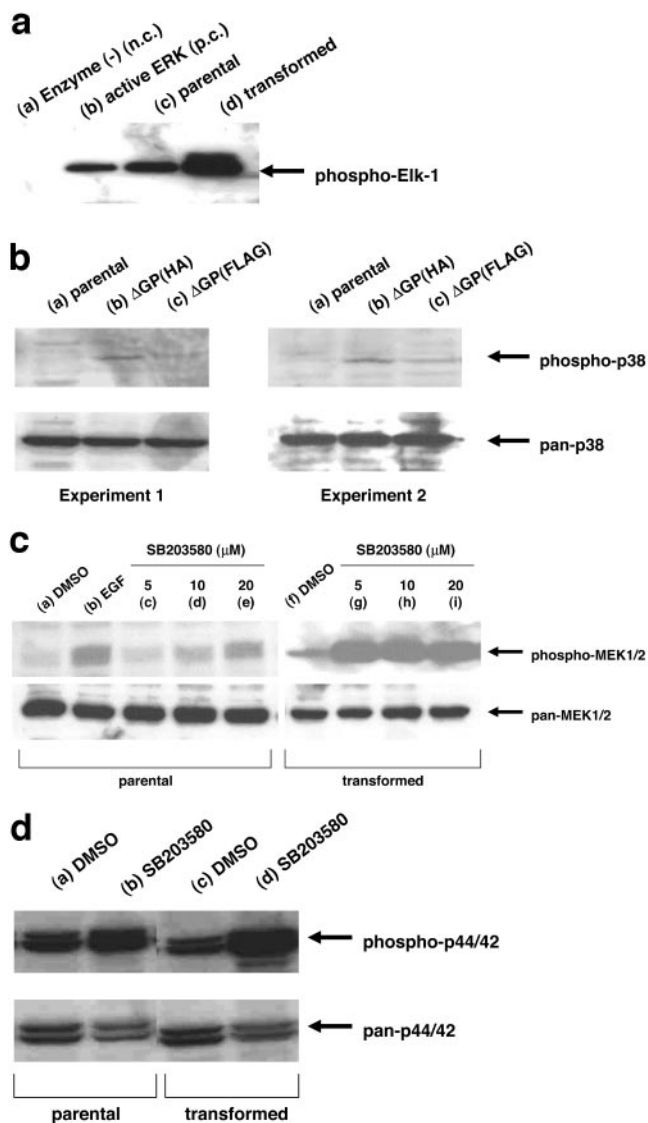 a
(a) Enzyme (-) (n.c.)
(b) active ERK (p.c.)
(c) parental
(d) transformed
phospho-Elk-1
b
(a) parental
(b) ΔGP(HA)
(c) ΔGP(FLAG)
(a) parental
(b) ΔGP(HA)
(c) ΔGP(FLAG)
phospho-p38
pan-p38
Experiment 1
Experiment 2
c
SB203580 (μM)
SB203580 (μM)
(a) DMSO
(b) EGF
5
10
20
(c)
(d)
(e)
(f) DMSO
5
10
20
(g)
(h)
(i)
phospho-MEK1/2
pan-MEK1/2
parental
transformed
d
(a) DMSO
(b) SB203580
(c) DMSO
(d) SB203580
phospho-p44/42
pan-p44/42
parental
transformed